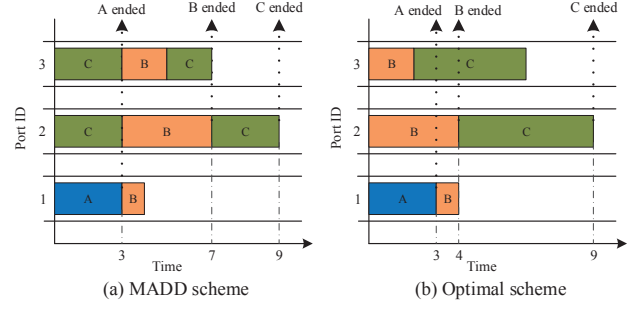 A ended B ended C ended
A ended B ended C ended
3 C B C
3 B C
Port ID
Port ID
2 C B C
2 B C
1 A B
1 A B
3 7 9
3 4 9
Time
Time
(a) MADD scheme
(b) Optimal scheme